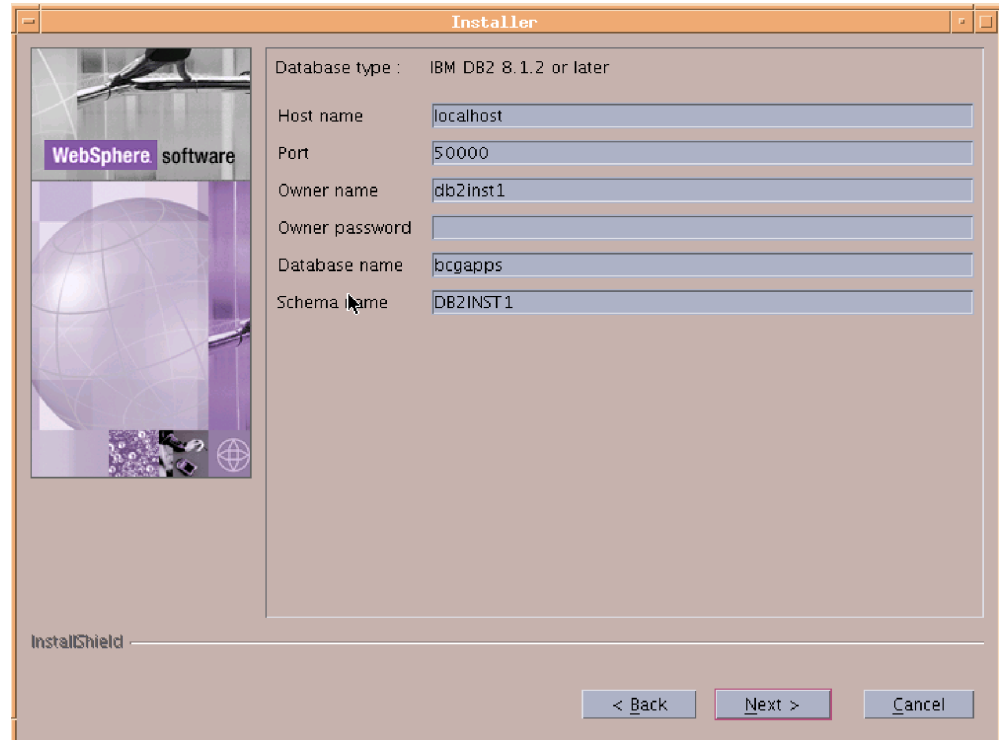 Installer
WebSphere software
Database type : IBM DB2 8.1.2 or later
Host name localhost
Port 50000
Owner name db2inst1
Owner password
Database name bcgapps
Schema name DB2INST1
InstallShield
< Back Next > Cancel